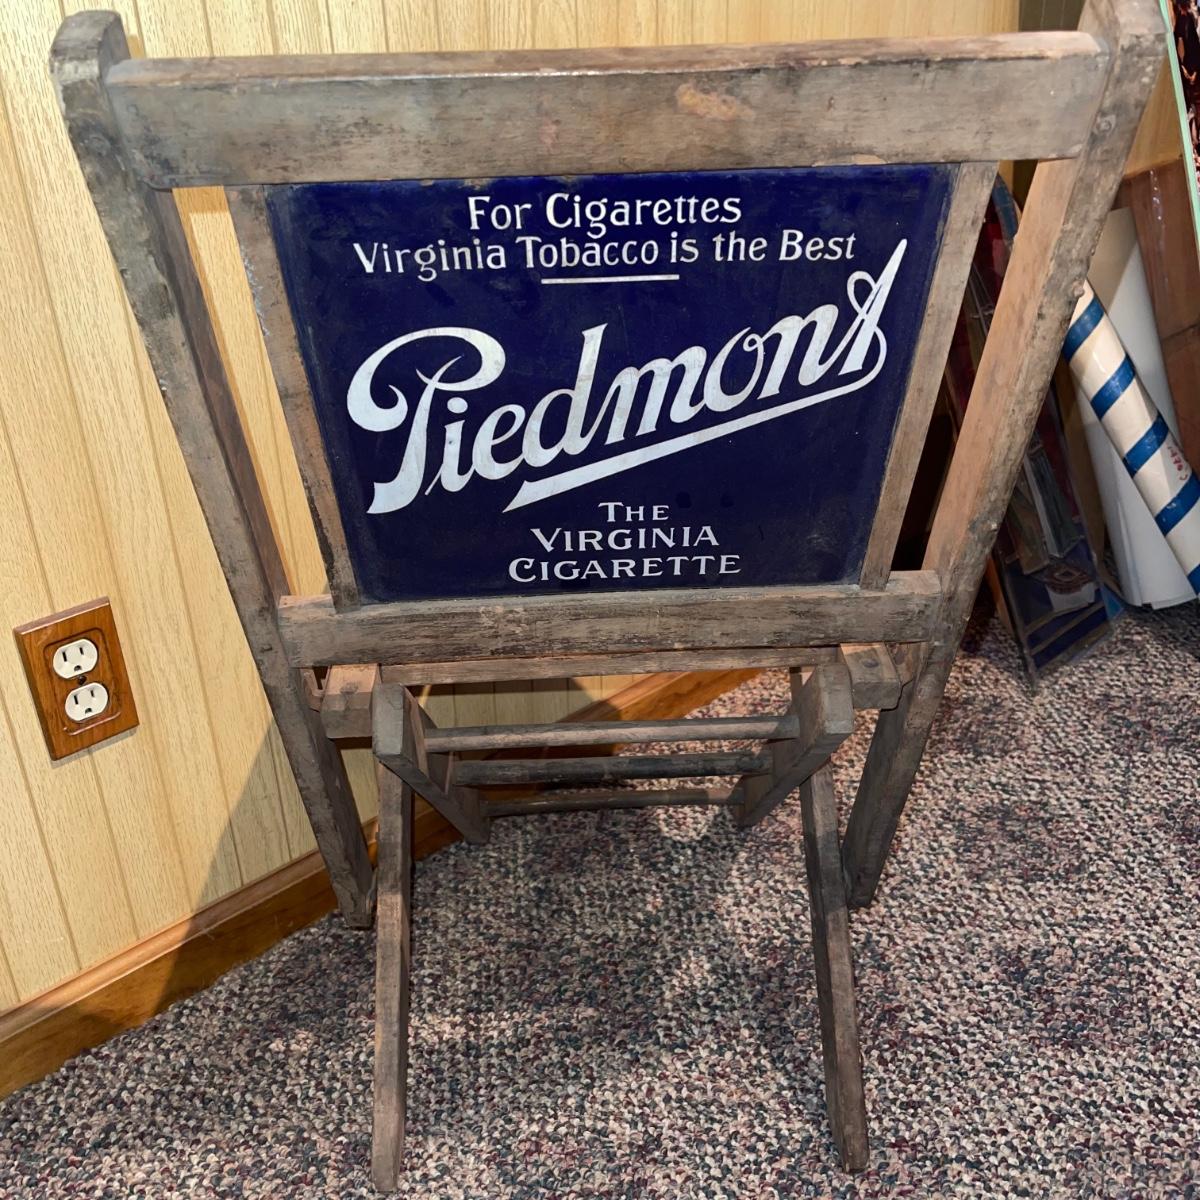 For Cigarettes
Virginia Tobacco is the Best
Piedmont
THE
VIRGINIA
CIGARETTE